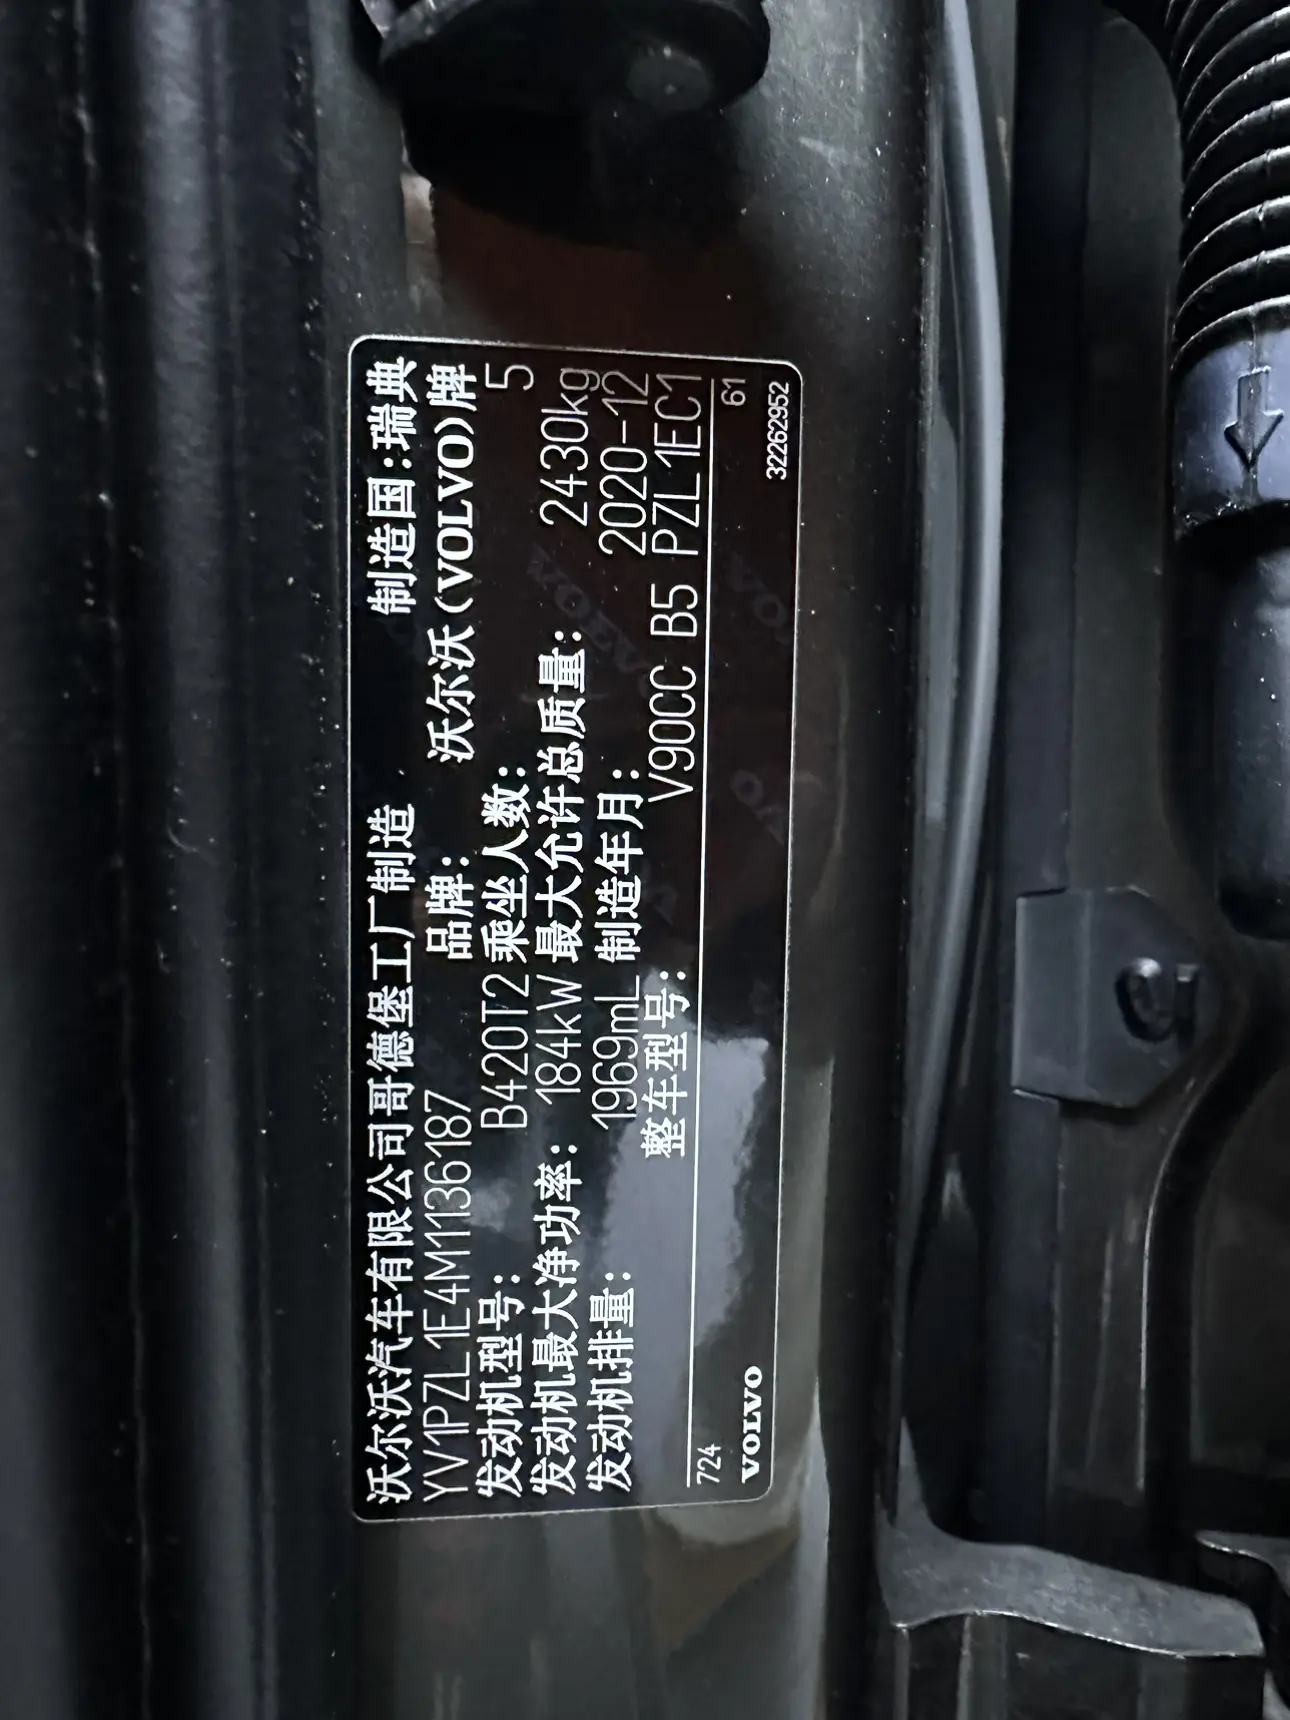 沃尔沃汽车有限公司哥德堡工厂制造 制造国:瑞典
YV1PZL1E4M1136187 品牌: 沃尔沃(VOLVO)牌
发动机型号: B420T2 乘坐人数: 5
发动机最大净功率: 184kW 最大允许总质量: 2430kg
发动机排量: 1969mL 制造年月: 2020-12
整车型号: V90CC B5 PZL1EC1
724 61
VOLVO 32262952